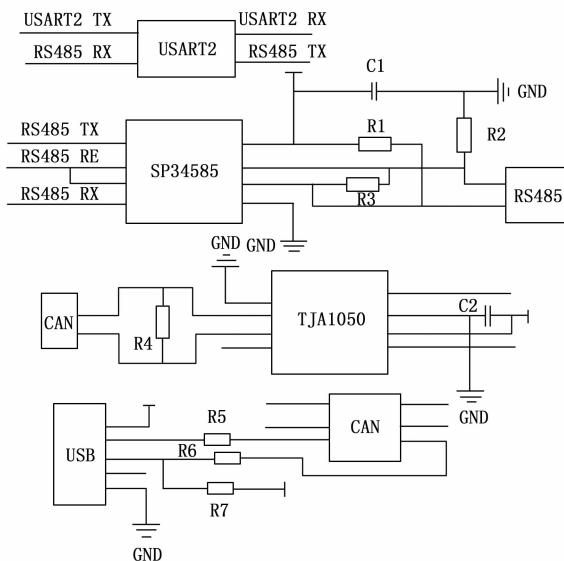 USART2 TX
USART2 RX
RS485 RX
USART2
RS485 TX
C1
GND
RS485 TX
R1
R2
RS485 RE
SP34585
RS485 RX
R3
RS485
GND GND
CAN
R4
TJA1050
C2
GND
USB
R5
R6
CAN
R7
GND